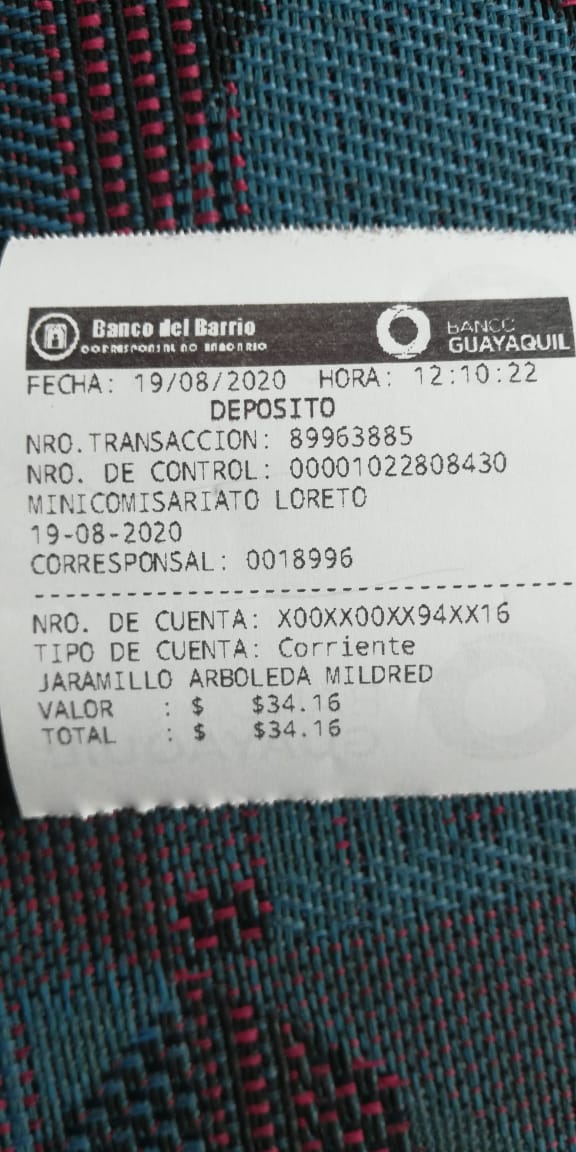 Banco del Barrio
CORRESPONSAL NO BANCARIO
BANCO
GUAYAQUIL
FECHA: 19/08/2020 HORA: 12:10:22
DEPOSITO
NRO.TRANSACCION: 89963885
NRO. DE CONTROL: 00001022808430
MINICOMISARIATO LORETO
19-08-2020
CORRESPONSAL: 0018996
NRO. DE CUENTA: X00XX00XX94XX16
TIPO DE CUENTA: Corriente
JARAMILLO ARBOLEDA MILDRED
VALOR : $ $34.16
TOTAL : $ $34.16